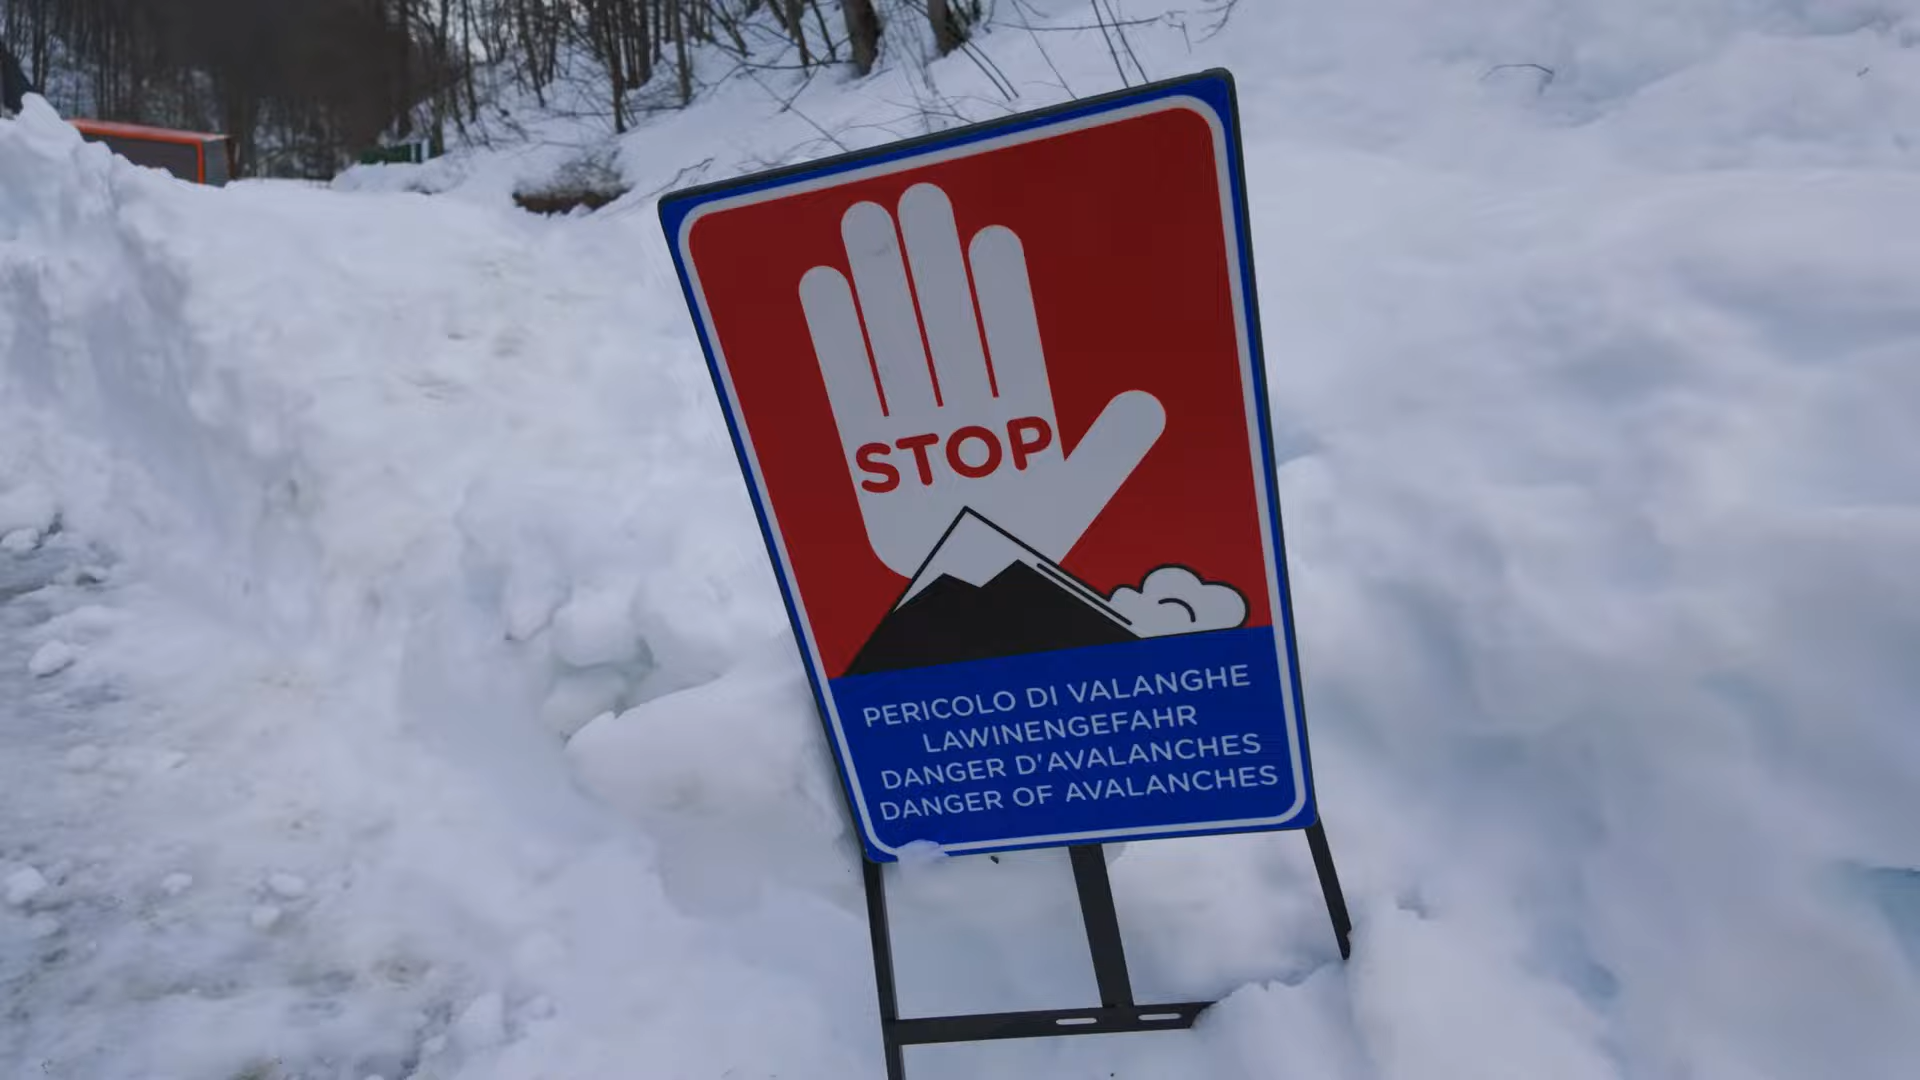 STOP
PERICOLO DI VALANGHE
LAWINENGEFAHR
DANGER D'AVALANCHES
DANGER OF AVALANCHES